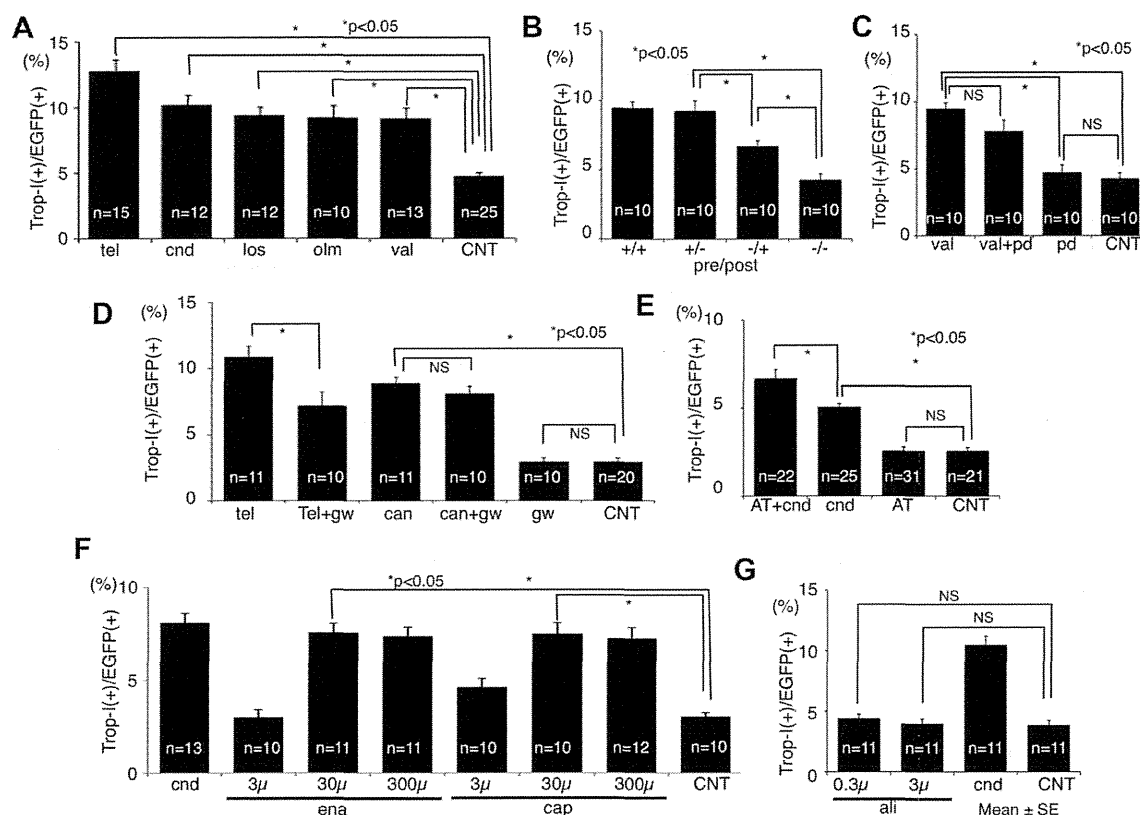 A
(%)
Trop-I(+)/EGFP(+)
15
10
5
0
*
*p<0.05
*
*
*
*
n=15
n=12
n=12
n=10
n=13
n=25
tel
cnd
los
olm
val
CNT
B
(%)
Trop-I(+)/EGFP(+)
15
10
5
0
*p<0.05
*
*
*
n=10
n=10
n=10
n=10
+/+
+/-
-/+
-/-
pre/post
C
(%)
Trop-I(+)/EGFP(+)
15
10
5
0
*p<0.05
*
NS
*
NS
n=10
n=10
n=10
n=10
val
val+pd
pd
CNT
D
(%)
Trop-I(+)/EGFP(+)
15
10
5
0
*
*
*p<0.05
NS
NS
n=11
n=10
n=11
n=10
n=10
n=20
tel
Tel+gw
can
can+gw
gw
CNT
E
(%)
Trop-I(+)/EGFP(+)
10
5
0
*
*p<0.05
*
NS
n=22
n=25
n=31
n=21
AT+cnd
cnd
AT
CNT
F
(%)
Trop-I(+)/EGFP(+)
10
5
0
*p<0.05
*
*
n=13
n=10
n=11
n=11
n=10
n=10
n=12
n=10
cnd
3μ
30μ
300μ
3μ
30μ
300μ
CNT
ena
cap
G
(%)
Trop-I(+)/EGFP(+)
15
10
5
0
NS
NS
n=11
n=11
n=11
n=11
0.3μ
3μ
cnd
CNT
ali
Mean ± SE